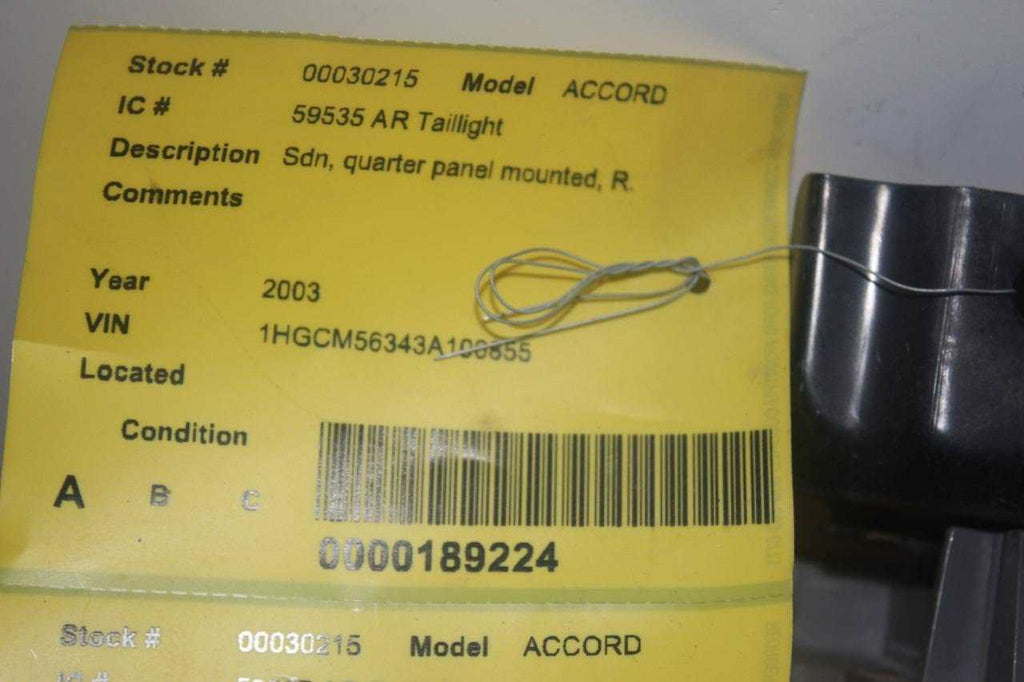 Stock # 00030215 Model ACCORD
IC # 59535 AR Taillight
Description Sdn, quarter panel mounted, R.
Comments
Year 2003
VIN 1HGCM56343A100855
Located
Condition
A B C
0000189224
Stock # 00030215 Model ACCORD
IC #